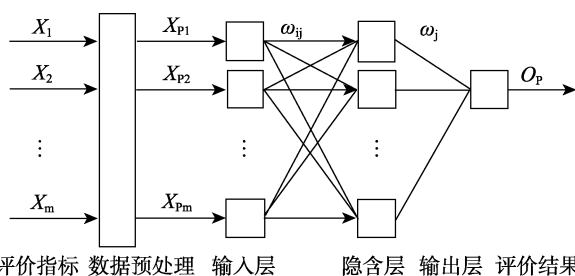 X1 XP1 ωij ωj
X2 XP2 OP
⋮ ⋮ ⋮
Xm XPm
评价指标 数据预处理 输入层 隐含层 输出层 评价结果